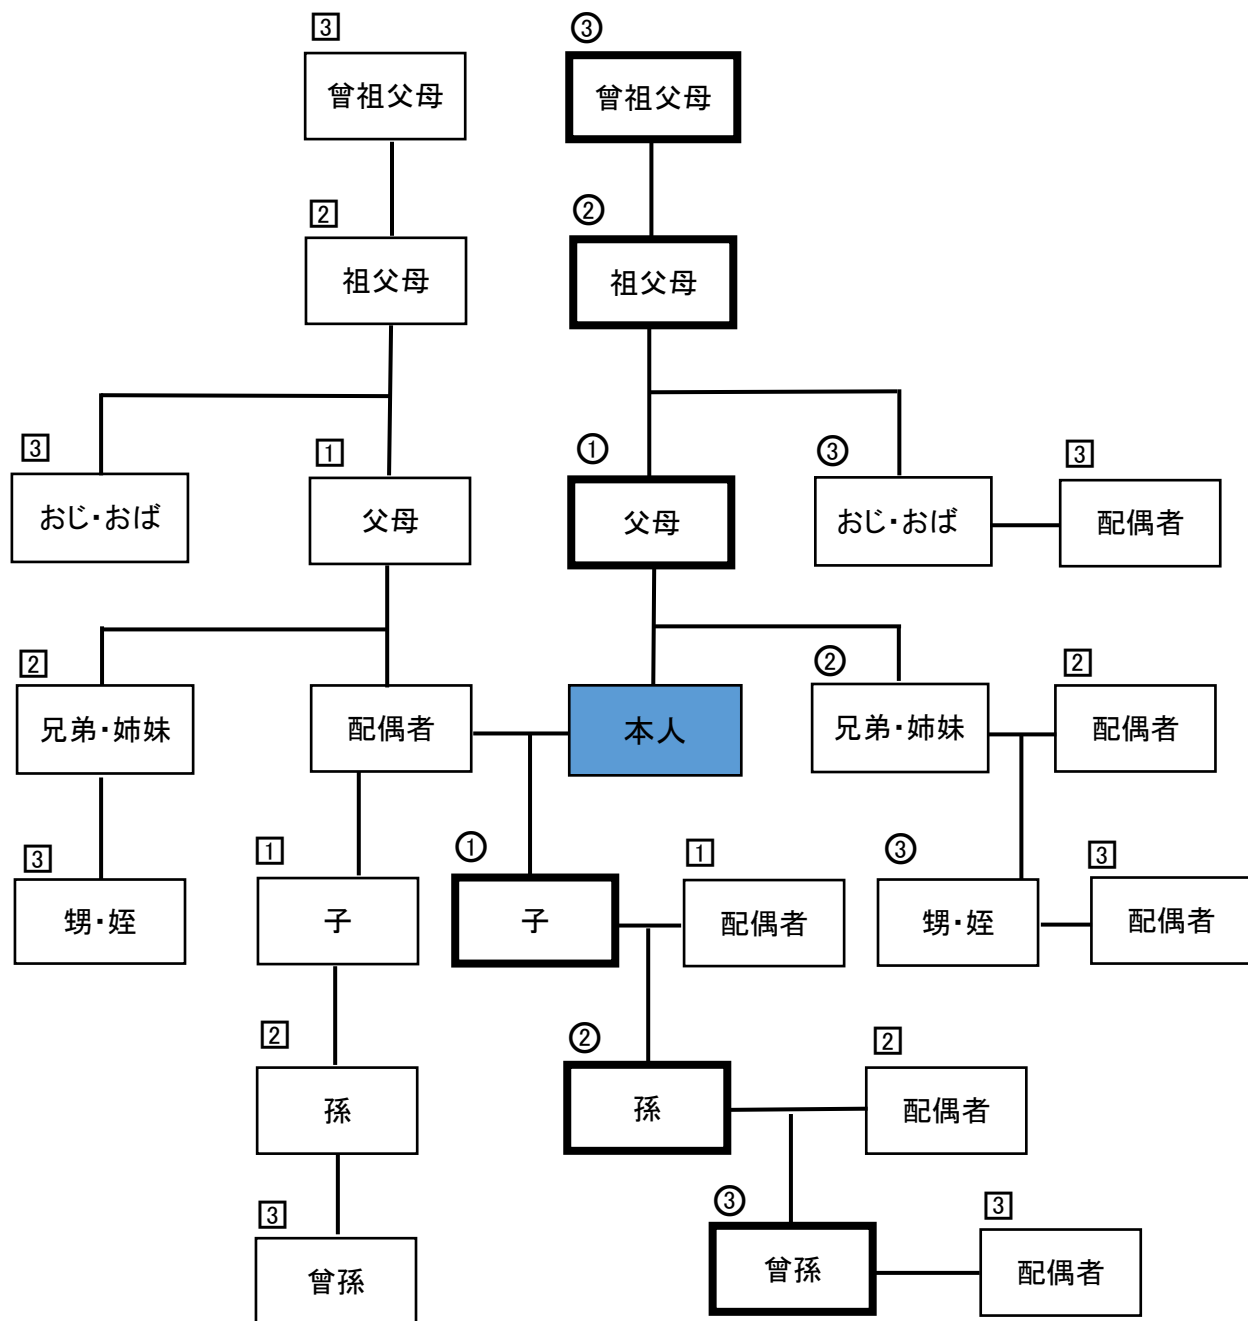 3 ③
曾祖父母 曾祖父母
2 ②
祖父母 祖父母
3 1 ① ③ 3
おじ・おば 父母 父母 おじ・おば 配偶者
2 ② 2
兄弟・姉妹 配偶者 本人 兄弟・姉妹 配偶者
3 1 ① 1 ③ 3
甥・姪 子 子 配偶者 甥・姪 配偶者
2 ② 2
孫 孫 配偶者
3 ③ 3
曾孫 曾孫 配偶者